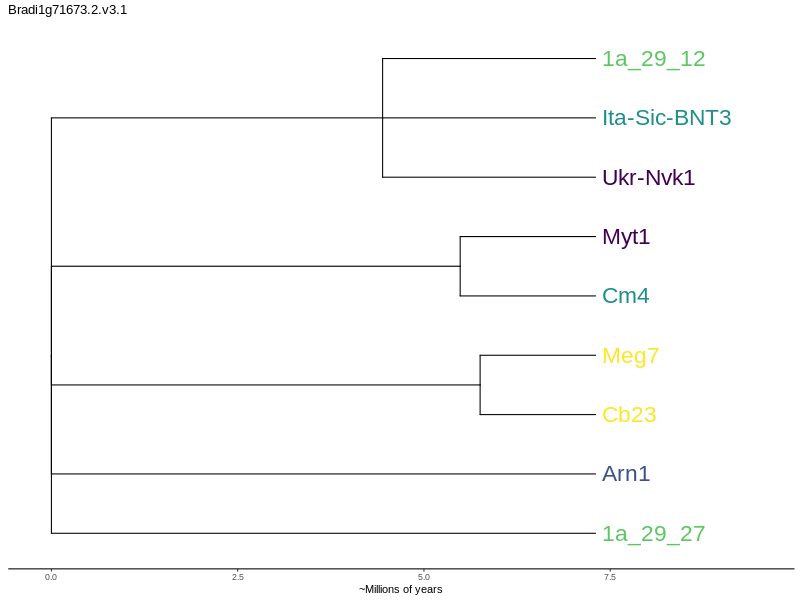 Bradi1g71673.2.v3.1
1a_29_12
Ita-Sic-BNT3
Ukr-Nvk1
Myt1
Cm4
Meg7
Cb23
Arn1
1a_29_27
0.0 2.5 5.0 7.5
~Millions of years